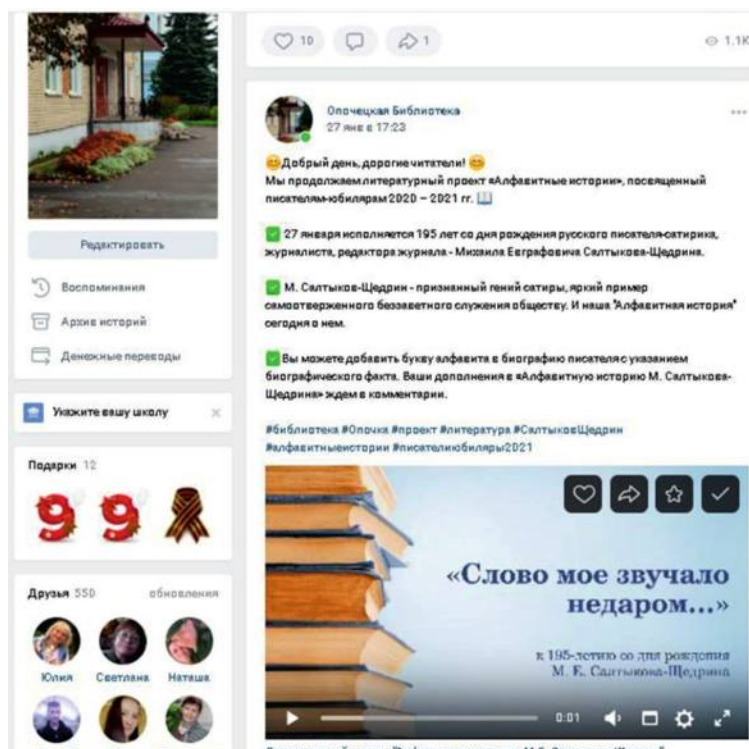 10
1
1.1K
Редактировать
Воспоминания
Архив историй
Денежные переводы
Укажите вашу школу
Подарки 12
Друзья 550
обновления
Юлия
Светлана
Наташа
Опочецкая Библиотека
27 янв в 17:23
Добрый день, дорогие читатели!
Мы продолжаем литературный проект «Алфавитные истории», посвященный
писателям-юбилярам 2020 – 2021 гг.
27 января исполняется 195 лет со дня рождения русского писателя-сатирика,
журналиста, редактора журнала - Михаила Евграфовича Салтыкова-Щедрина.
М. Салтыков-Щедрин - признанный гений сатиры, яркий пример
самоотверженного беззаветного служения обществу. И наша "Алфавитная история"
сегодня о нем.
Вы можете добавить букву алфавита в биографию писателя с указанием
биографического факта. Ваши дополнения в «Алфавитную историю М. Салтыкова-
Щедрина» ждем в комментарии.
#библиотека #Опочка #проект #литература #СалтыковЩедрин
#алфавитныеистории #писателиюбиляры2021
«Слово мое звучало
недаром...»
к 195-летию со дня рождения
М. Е. Салтыкова-Щедрина
0:01